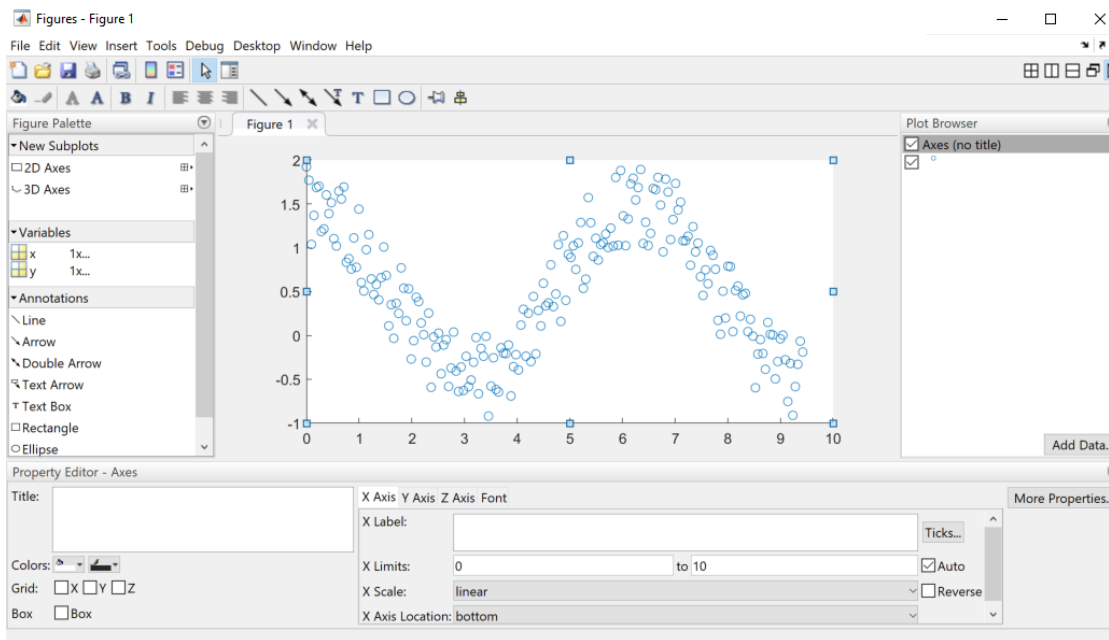 Figures - Figure 1
File Edit View Insert Tools Debug Desktop Window Help
A A B I T T
Figure Palette
New Subplots
2D Axes
3D Axes
Variables
x 1x...
y 1x...
Annotations
Line
Arrow
Double Arrow
Text Arrow
T Text Box
Rectangle
Ellipse
Figure 1
2
1.5
1
0.5
0
-0.5
-1
0 1 2 3 4 5 6 7 8 9 10
Plot Browser
Axes (no title)
Add Data.
Property Editor - Axes
Title:
Colors:
Grid: X Y Z
Box Box
X Axis Y Axis Z Axis Font
X Label:
Ticks...
X Limits: 0 to 10 Auto
X Scale: linear Reverse
X Axis Location: bottom
More Properties.